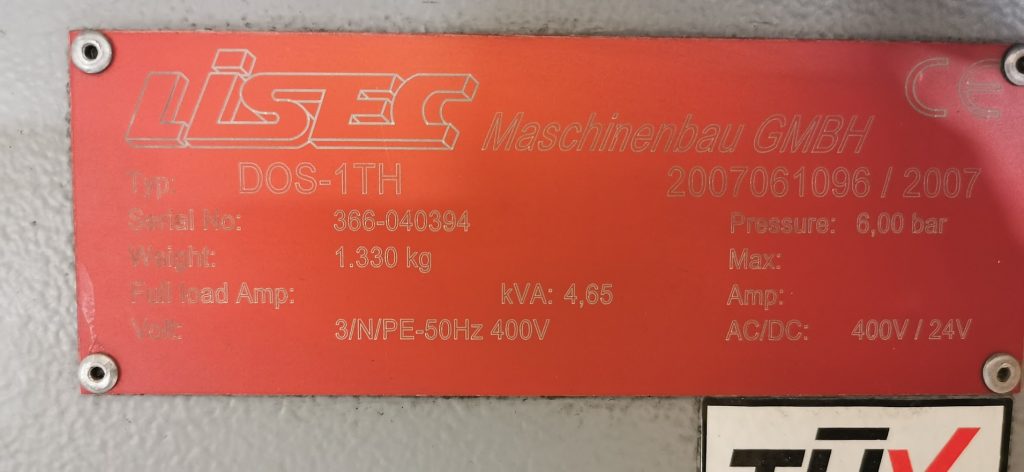 LISEC Maschinenbau GMBH CE
Typ: DOS-1TH 2007061096 / 2007
Serial No: 366-040394 Pressure: 6,00 bar
Weight: 1.330 kg Max:
Full load Amp: kVA: 4,65 Amp:
Volt: 3/N/PE-50Hz 400V AC/DC: 400V / 24V
TÜV